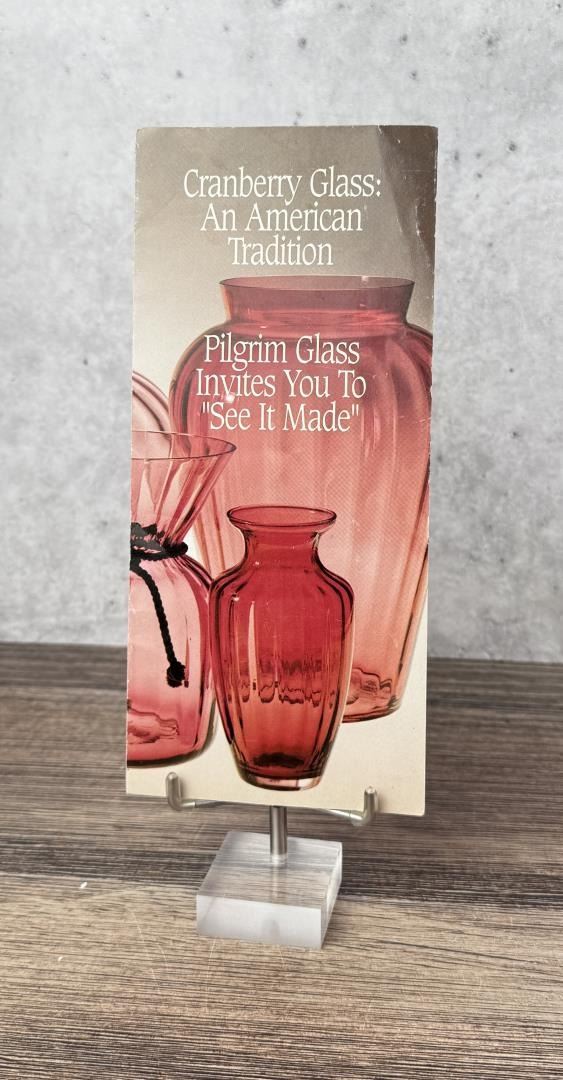 Cranberry Glass:
An American
Tradition
Pilgrim Glass
Invites You To
"See It Made"